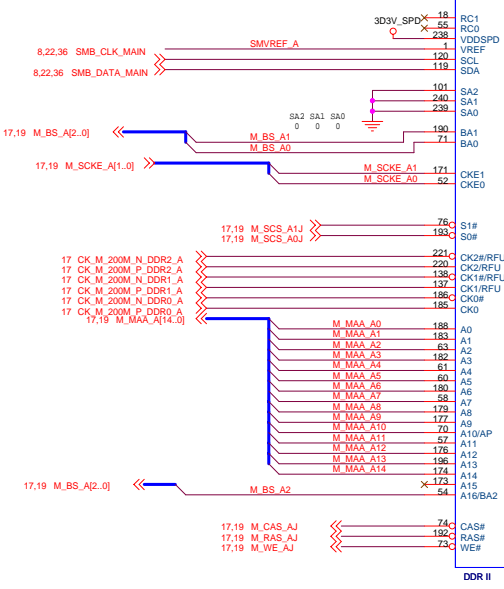 18 RC1
55 RC0
3D3V_SPD 238 VDDSPD
SMVREF_A 1 VREF
8,22,36 SMB_CLK_MAIN 120 SCL
8,22,36 SMB_DATA_MAIN 119 SDA
101 SA2
240 SA1
239 SA0
SA2 SA1 SA0
0 0 0
17,19 M_BS_A[2..0] M_BS_A1 190 BA1
M_BS_A0 71 BA0
17,19 M_SCKE_A[1..0] M_SCKE_A1 171 CKE1
M_SCKE_A0 52 CKE0
17,19 M_SCS_A1J 76 S1#
17,19 M_SCS_A0J 193 S0#
17 CK_M_200M_N_DDR2_A 221 CK2#/RFU
17 CK_M_200M_P_DDR2_A 220 CK2/RFU
17 CK_M_200M_N_DDR1_A 138 CK1#/RFU
17 CK_M_200M_P_DDR1_A 137 CK1/RFU
17 CK_M_200M_N_DDR0_A 186 CK0#
17 CK_M_200M_P_DDR0_A 185 CK0
17,19 M_MAA_A[14..0]
M_MAA_A0 188 A0
M_MAA_A1 183 A1
M_MAA_A2 63 A2
M_MAA_A3 182 A3
M_MAA_A4 61 A4
M_MAA_A5 60 A5
M_MAA_A6 180 A6
M_MAA_A7 58 A7
M_MAA_A8 179 A8
M_MAA_A9 177 A9
M_MAA_A10 70 A10/AP
M_MAA_A11 57 A11
M_MAA_A12 176 A12
M_MAA_A13 196 A13
M_MAA_A14 174 A14
173 A15
17,19 M_BS_A[2..0] M_BS_A2 54 A16/BA2
17,19 M_CAS_AJ 74 CAS#
17,19 M_RAS_AJ 192 RAS#
17,19 M_WE_AJ 73 WE#
DDR II